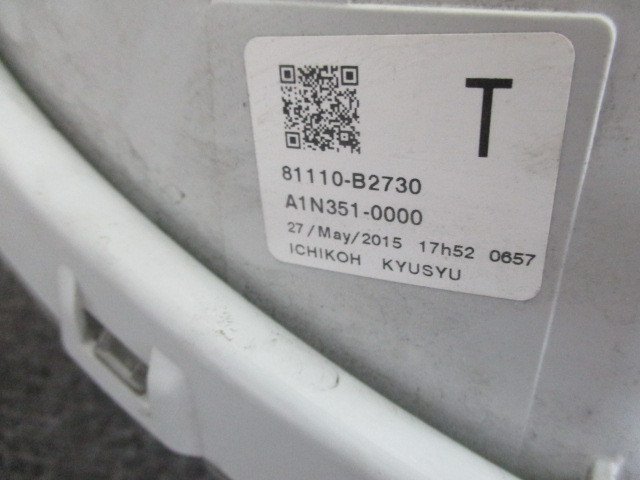 T
81110-B2730
A1N351-0000
27/May/2015 17h52 0657
ICHIKOH KYUSYU